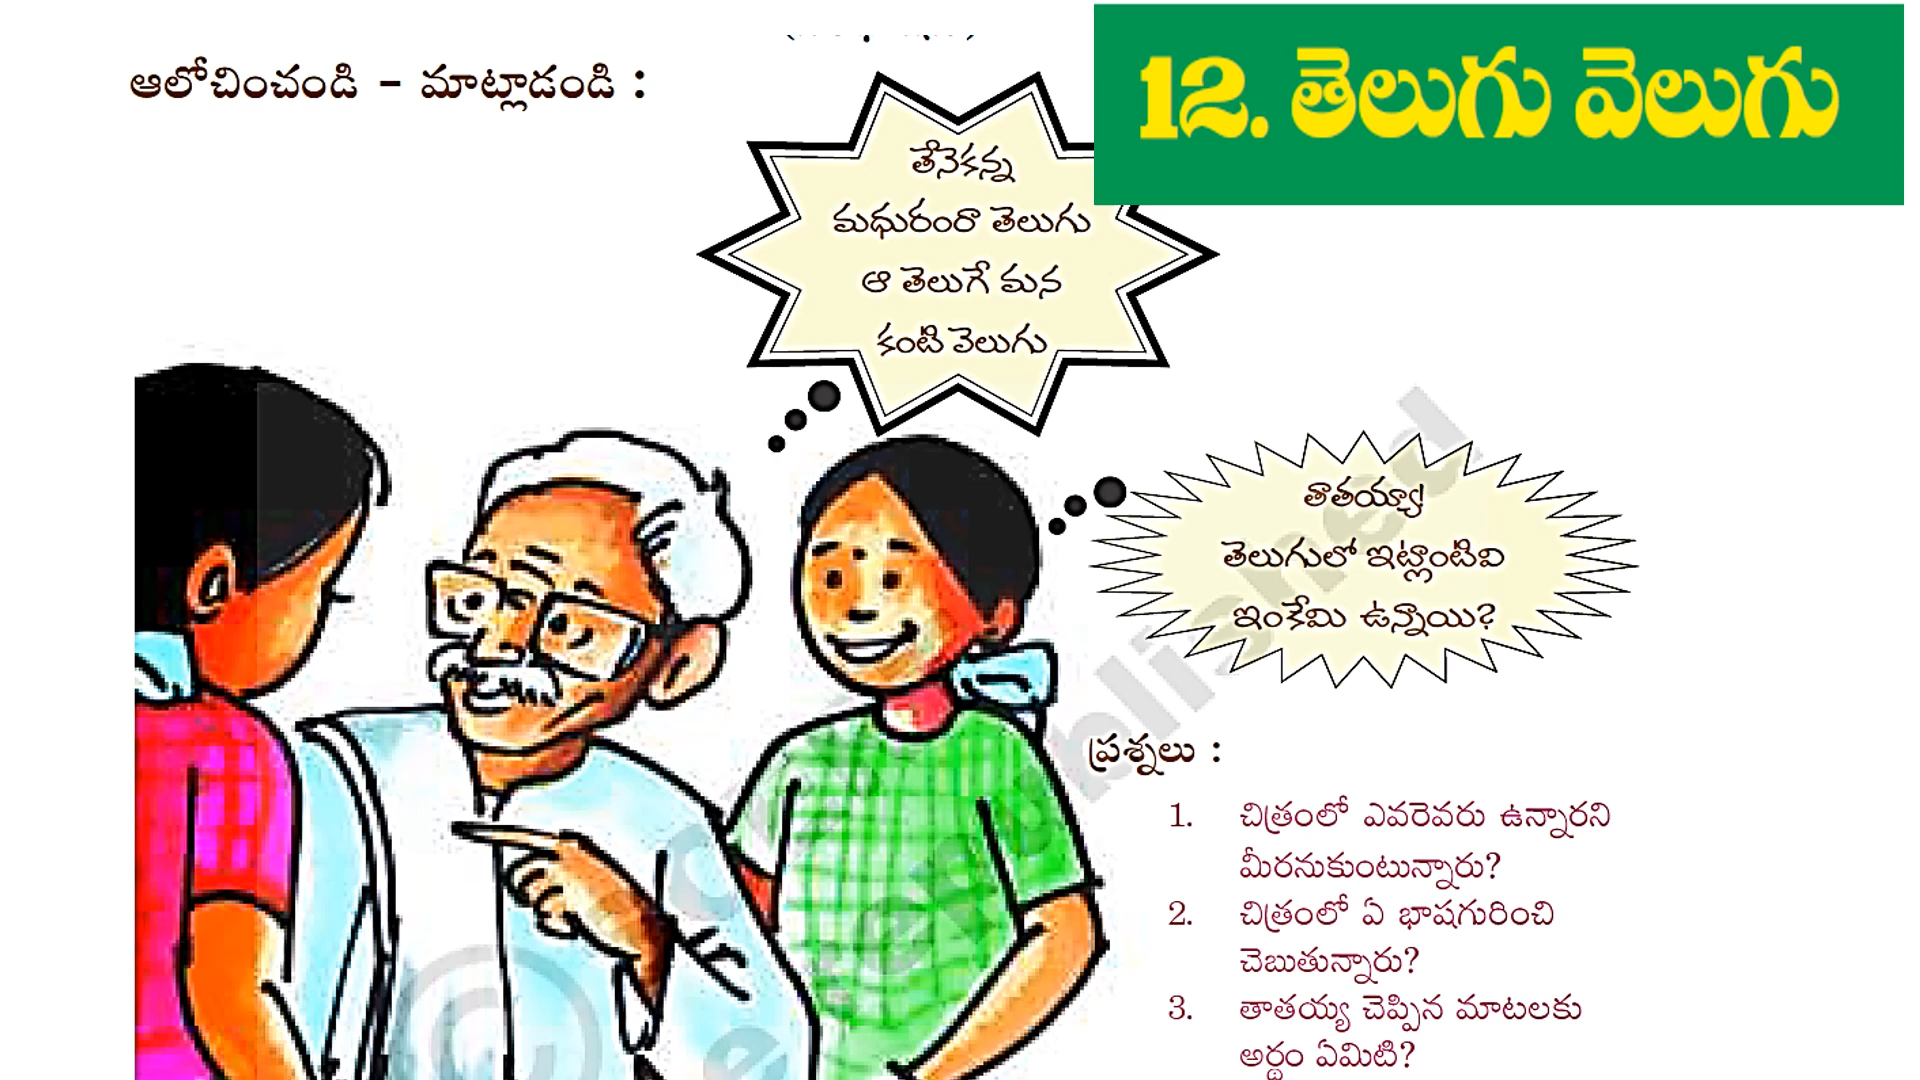 12. తెలుగు వెలుగు
ఆలోచించండి - మాట్లాడండి :
తేనెకన్న
మధురంరా తెలుగు
ఆ తెలుగే మన
కంటి వెలుగు
తాతయ్యా!
తెలుగులో ఇట్లాంటివి
ఇంకేమి ఉన్నాయి?
ప్రశ్నలు :
1. చిత్రంలో ఎవరెవరు ఉన్నారని
మీరనుకుంటున్నారు?
2. చిత్రంలో ఏ భాషగురించి
చెబుతున్నారు?
3. తాతయ్య చెప్పిన మాటలకు
అర్థం ఏమిటి?